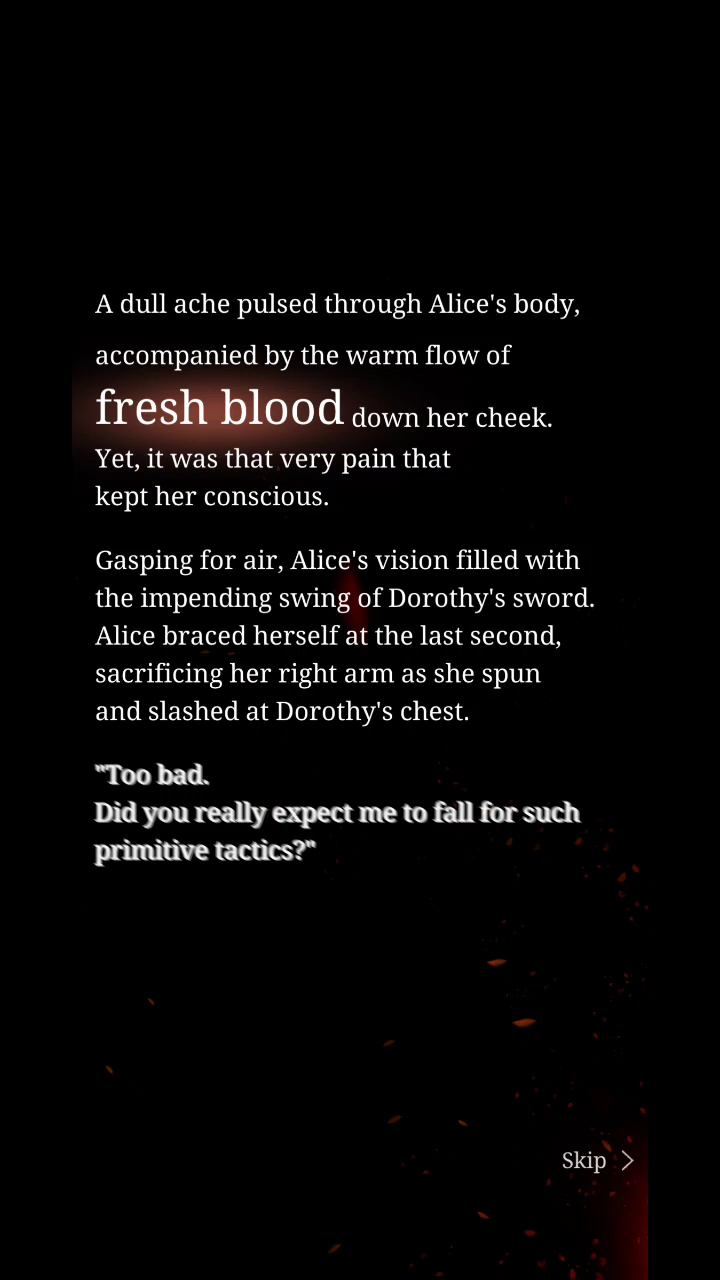 A dull ache pulsed through Alice's body,
accompanied by the warm flow of
fresh blood down her cheek.
Yet, it was that very pain that
kept her conscious.
Gasping for air, Alice's vision filled with
the impending swing of Dorothy's sword.
Alice braced herself at the last second,
sacrificing her right arm as she spun
and slashed at Dorothy's chest.
"Too bad.
Did you really expect me to fall for such
primitive tactics?"
Skip